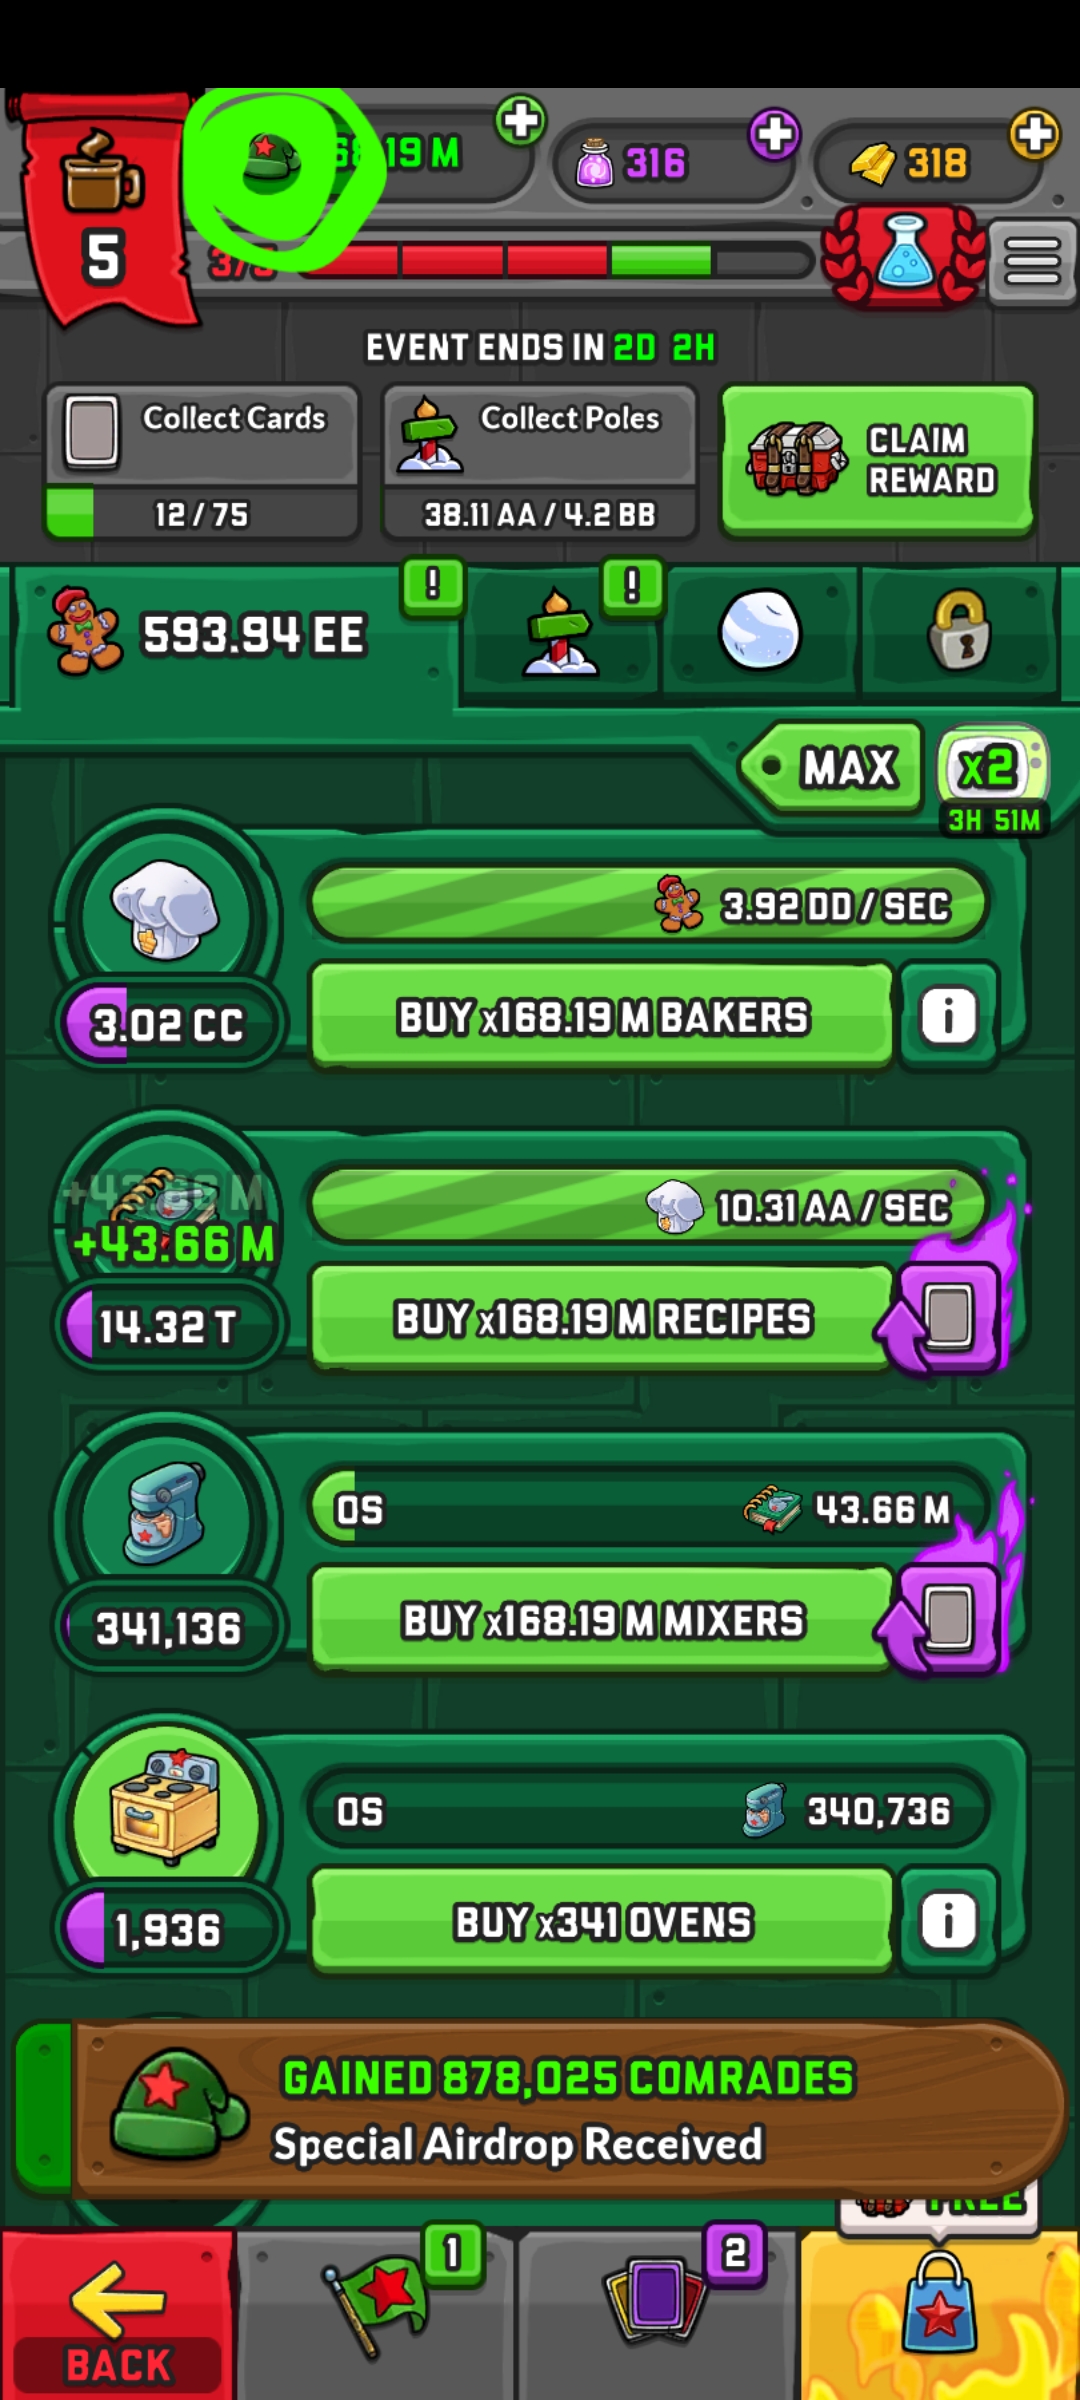 68.19 M
316
318
5
EVENT ENDS IN 2D 2H
Collect Cards
12 / 75
Collect Poles
38.11 AA / 4.2 BB
CLAIM
REWARD
593.94 EE
!
!
MAX
x2
3H 51M
3.92 DD / SEC
3.02 CC
BUY x168.19 M BAKERS
i
+43.66 M
+43.66 M
10.31 AA / SEC
14.32 T
BUY x168.19 M RECIPES
0S
43.66 M
341,136
BUY x168.19 M MIXERS
0S
340,736
1,936
BUY x341 OVENS
i
GAINED 878,025 COMRADES
Special Airdrop Received
FREE
1
2
BACK